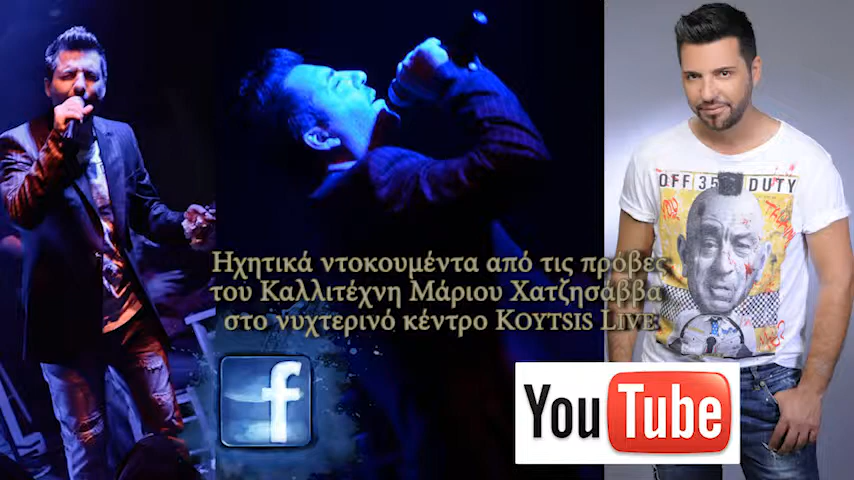 OFF 35 DUTY
Ηχητικά ντοκουμέντα από τις πρόβες
του Καλλιτέχνη Μάριου Χατζησάββα
στο νυχτερινό κέντρο KOYTSIS LIVE
f
YouTube